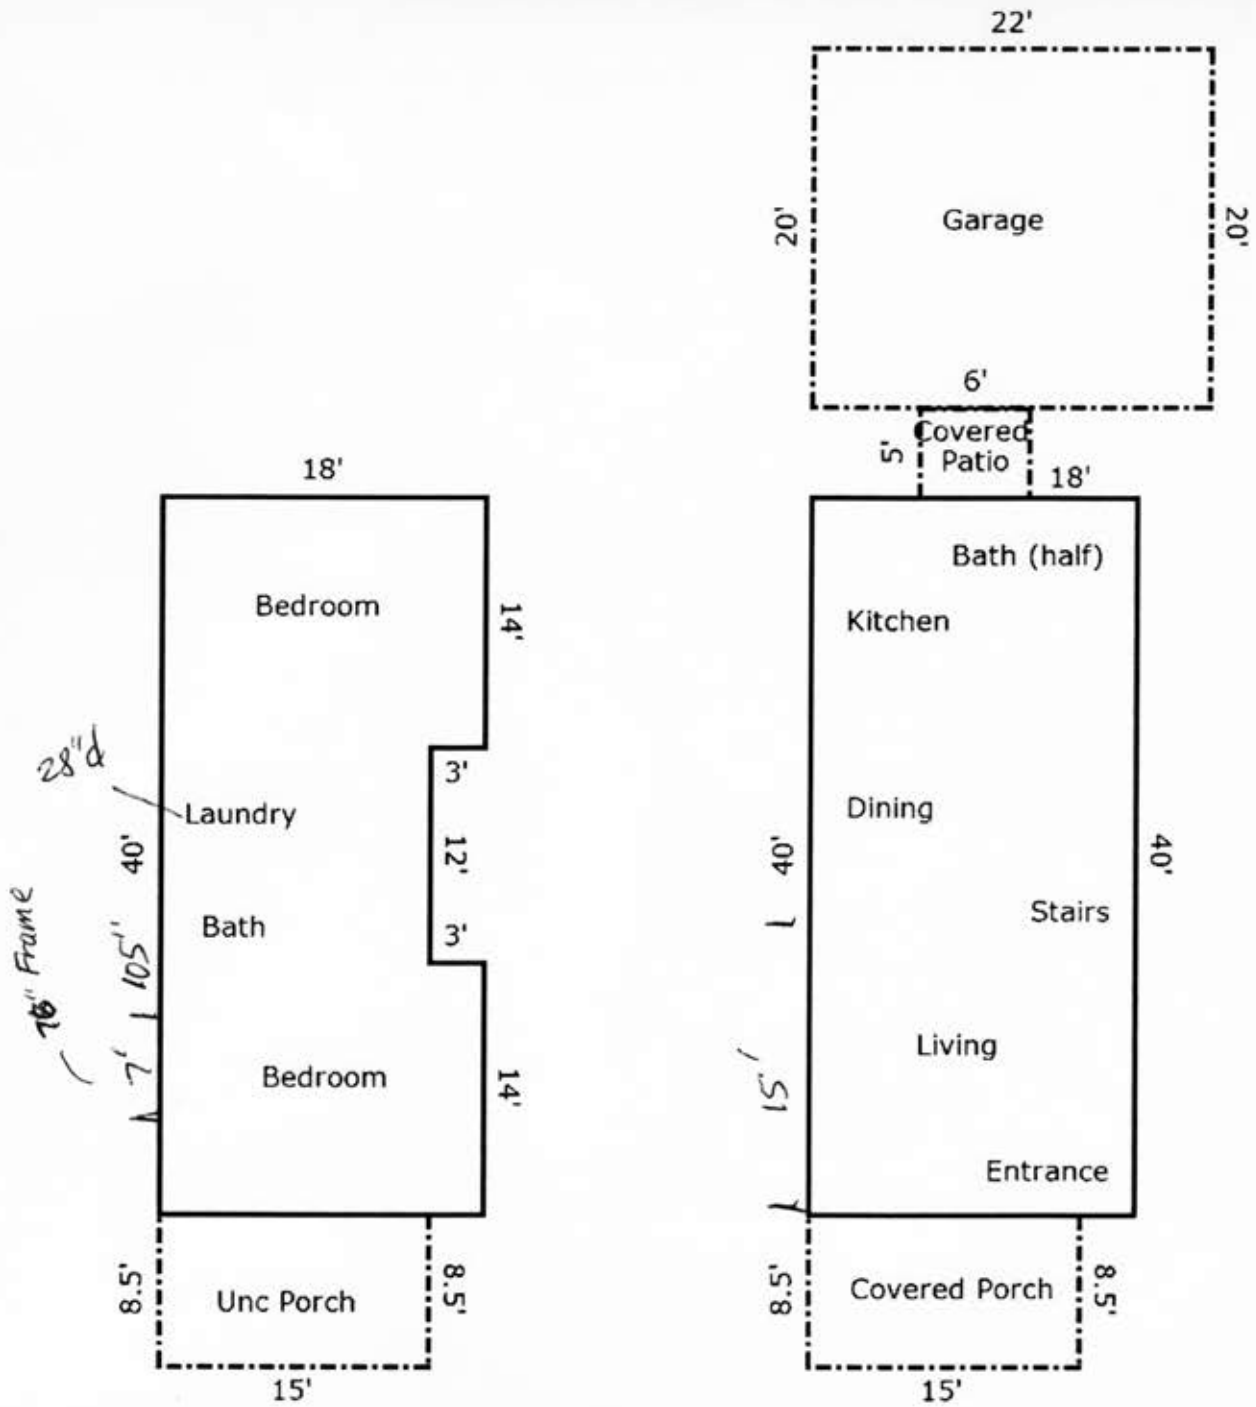 22'
20'
Garage
20'
6'
5'
Covered
Patio
18'
18'
Bedroom
14'
Bath (half)
Kitchen
28"d
3'
Laundry
40'
12'
Dining
40'
40'
Bath
3'
Stairs
105"
Frame
7'
Bedroom
14'
Living
15'
Entrance
8.5'
Unc Porch
8.5'
15'
8.5'
Covered Porch
8.5'
15'